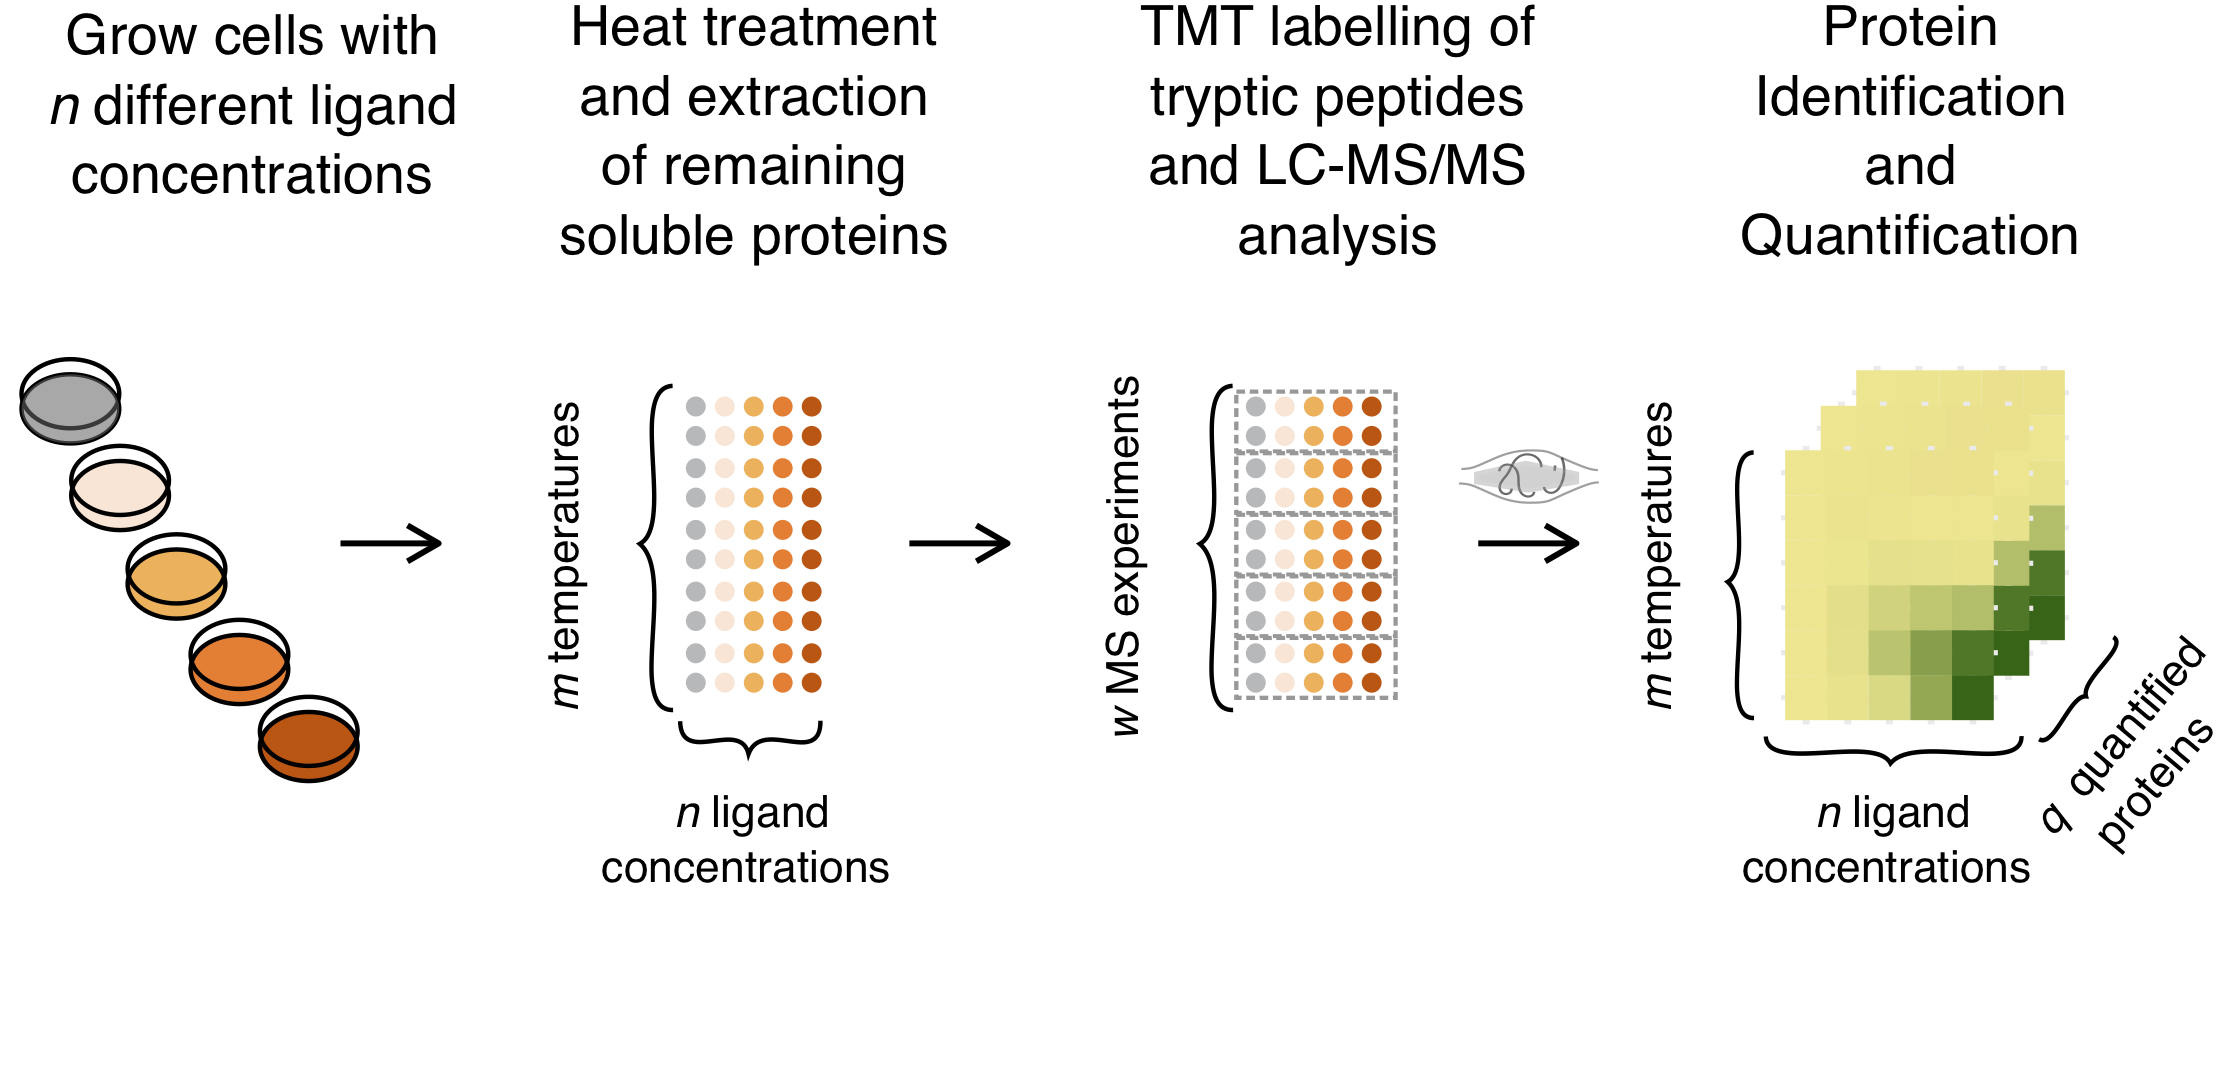 Grow cells with
n different ligand
concentrations
Heat treatment
and extraction
of remaining
soluble proteins
TMT labelling of
tryptic peptides
and LC-MS/MS
analysis
Protein
Identification
and
Quantification
m temperatures
n ligand
concentrations
w MS experiments
m temperatures
n ligand
concentrations
q quantified
proteins